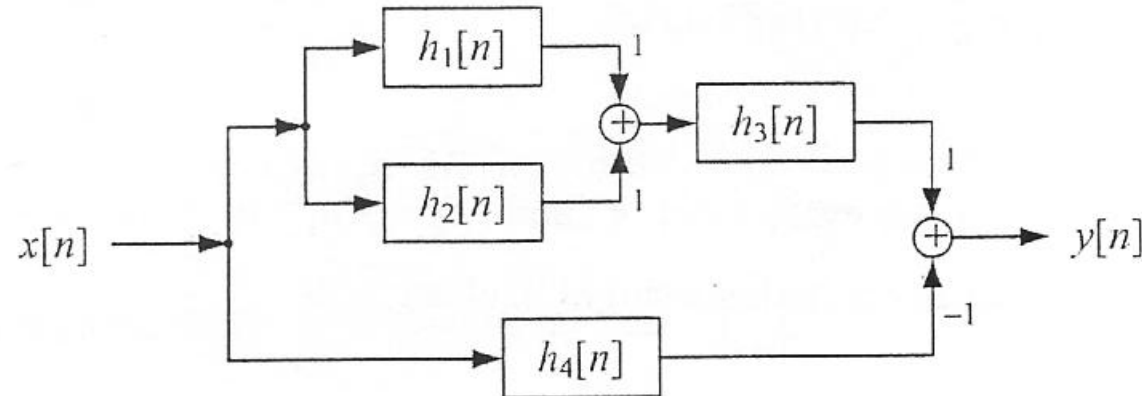 h₁[n]
1
+
h₃[n]
h₂[n]
1
1
x[n]
+
y[n]
-1
h₄[n]